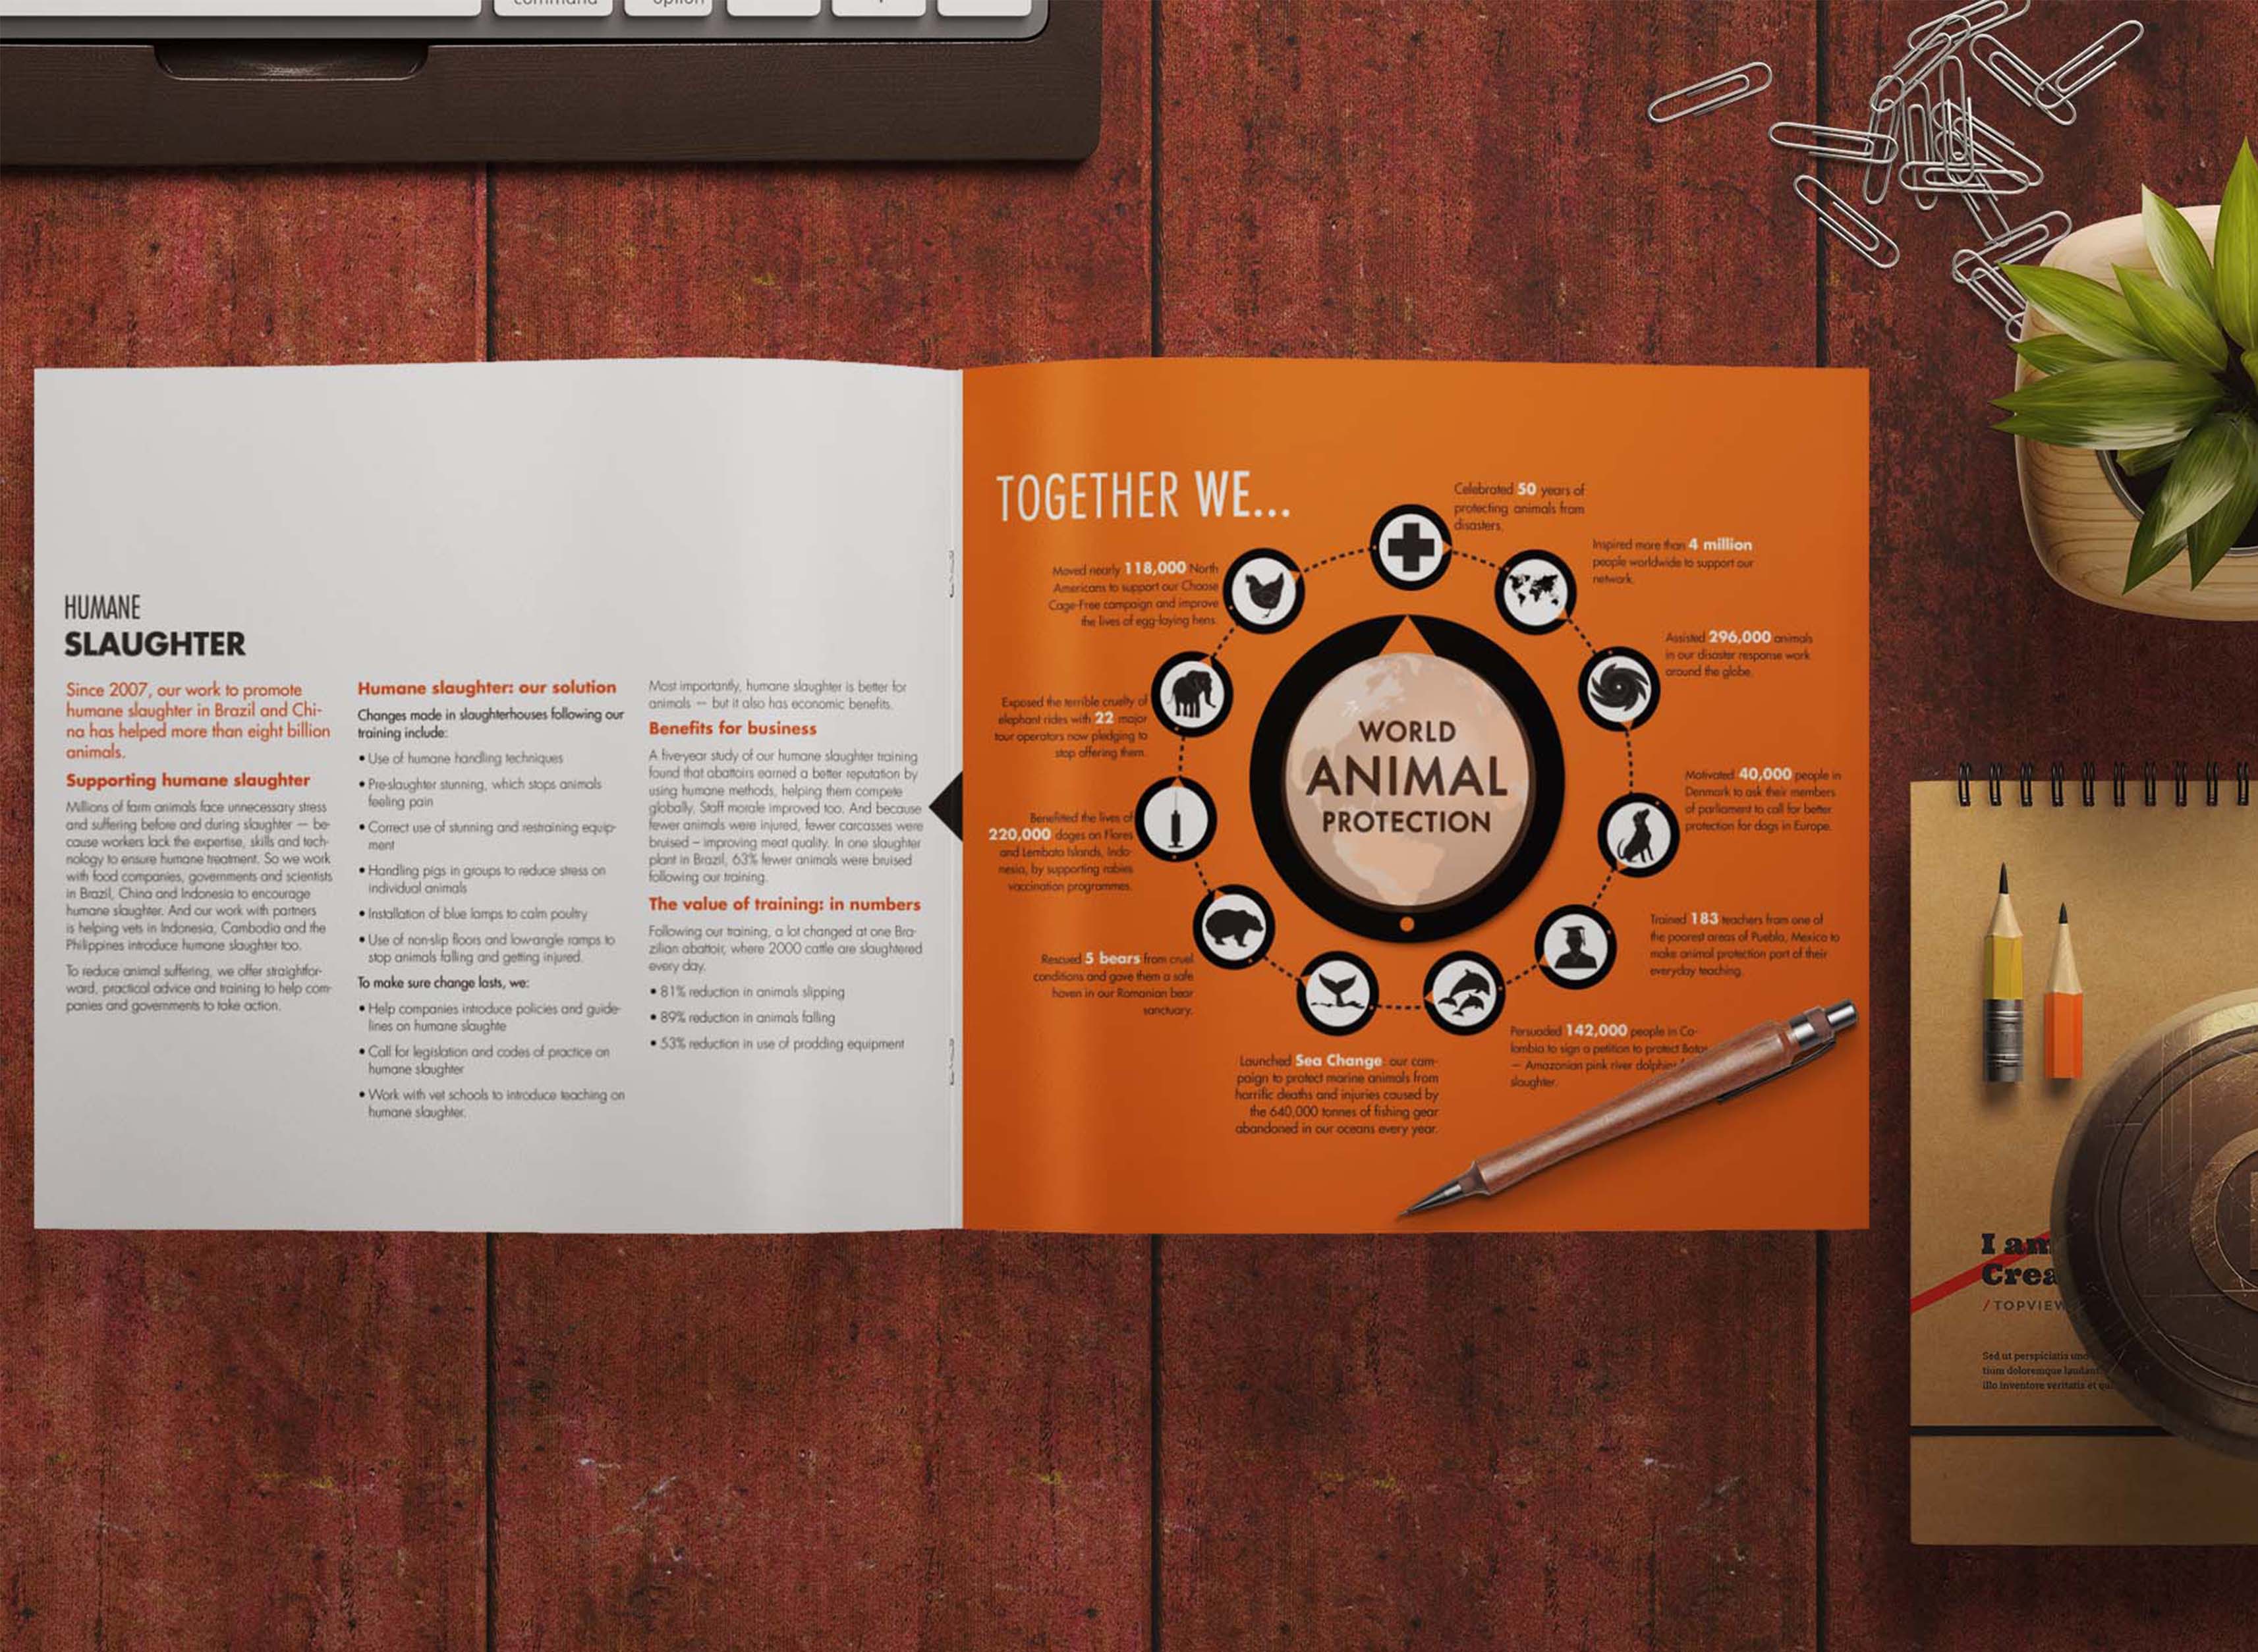 command
option
HUMANE
SLAUGHTER
Since 2007, our work to promote
humane slaughter in Brazil and Chi-
na has helped more than eight billion
animals.
Supporting humane slaughter
Millions of farm animals face unnecessary stress
and suffering before and during slaughter — be-
cause workers lack the expertise, skills and tech-
nology to ensure humane treatment. So we work
with food companies, governments and scientists
in Brazil, China and Indonesia to encourage
humane slaughter. And our work with partners
is helping vets in Indonesia, Cambodia and the
Philippines introduce humane slaughter too.
To reduce animal suffering, we offer straightfor-
ward, practical advice and training to help com-
panies and governments to take action.
Humane slaughter: our solution
Changes made in slaughterhouses following our
training include:
• Use of humane handling techniques
• Pre-slaughter stunning, which stops animals
feeling pain
• Correct use of stunning and restraining equip-
ment
• Handling pigs in groups to reduce stress on
individual animals
• Installation of blue lamps to calm poultry
• Use of non-slip floors and low-angle ramps to
stop animals falling and getting injured.
To make sure change lasts, we:
• Help companies introduce policies and guide-
lines on humane slaughte
• Call for legislation and codes of practice on
humane slaughter
• Work with vet schools to introduce teaching on
humane slaughter.
Most importantly, humane slaughter is better for
animals — but it also has economic benefits.
Benefits for business
A five-year study of our humane slaughter training
found that abattoirs earned a better reputation by
using humane methods, helping them compete
globally. Staff morale improved too. And because
fewer animals were injured, fewer carcasses were
bruised – improving meat quality. In one slaughter
plant in Brazil, 63% fewer animals were bruised
following our training.
The value of training: in numbers
Following our training, a lot changed at one Bra-
zilian abattoir, where 2000 cattle are slaughtered
every day.
• 81% reduction in animals slipping
• 89% reduction in animals falling
• 53% reduction in use of prodding equipment
TOGETHER WE...
Celebrated 50 years of
protecting animals from
disasters.
Inspired more than 4 million
people worldwide to support our
network.
Assisted 296,000 animals
in our disaster response work
around the globe.
Motivated 40,000 people in
Denmark to ask their members
of parliament to call for better
protection for dogs in Europe.
Trained 183 teachers from one of
the poorest areas of Puebla, Mexico to
make animal protection part of their
everyday teaching.
Persuaded 142,000 people in Co-
lombia to sign a petition to protect Botos
— Amazonian pink river dolphins
slaughter.
Launched Sea Change our cam-
paign to protect marine animals from
horrific deaths and injuries caused by
the 640,000 tonnes of fishing gear
abandoned in our oceans every year.
Rescued 5 bears from cruel
conditions and gave them a safe
haven in our Romanian bear
sanctuary.
Benefitted the lives of
220,000 doges on Flores
and Lembata Islands, Indo-
nesia, by supporting rabies
vaccination programmes.
Exposed the terrible cruelty of
elephant rides with 22 major
tour operators now pledging to
stop offering them.
Moved nearly 118,000 North
Americans to support our Choose
Cage-Free campaign and improve
the lives of egg-laying hens.
WORLD
ANIMAL
PROTECTION
I am
Crea
/TOPVIEW
Sed ut perspiciatis
tium doloremque laudant
illo inventore veritatis et